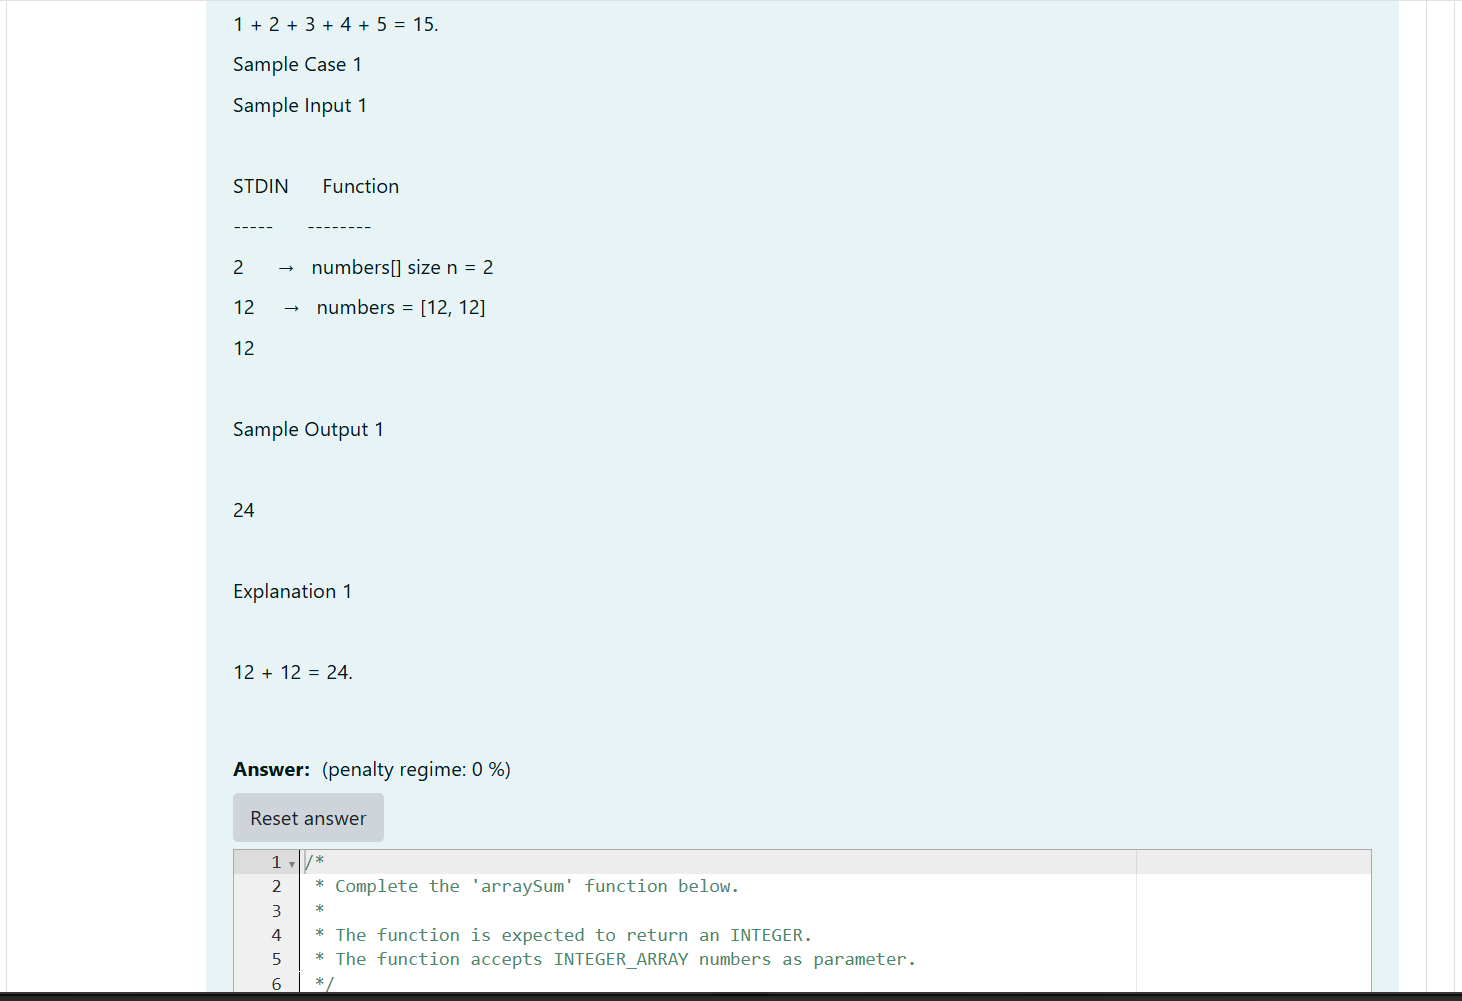 1 + 2 + 3 + 4 + 5 = 15.
Sample Case 1
Sample Input 1
STDIN Function
----- --------
2 → numbers[] size n = 2
12 → numbers = [12, 12]
12
Sample Output 1
24
Explanation 1
12 + 12 = 24.
Answer: (penalty regime: 0 %)
Reset answer
1 /*
2 * Complete the 'arraySum' function below.
3 *
4 * The function is expected to return an INTEGER.
5 * The function accepts INTEGER_ARRAY numbers as parameter.
6 */